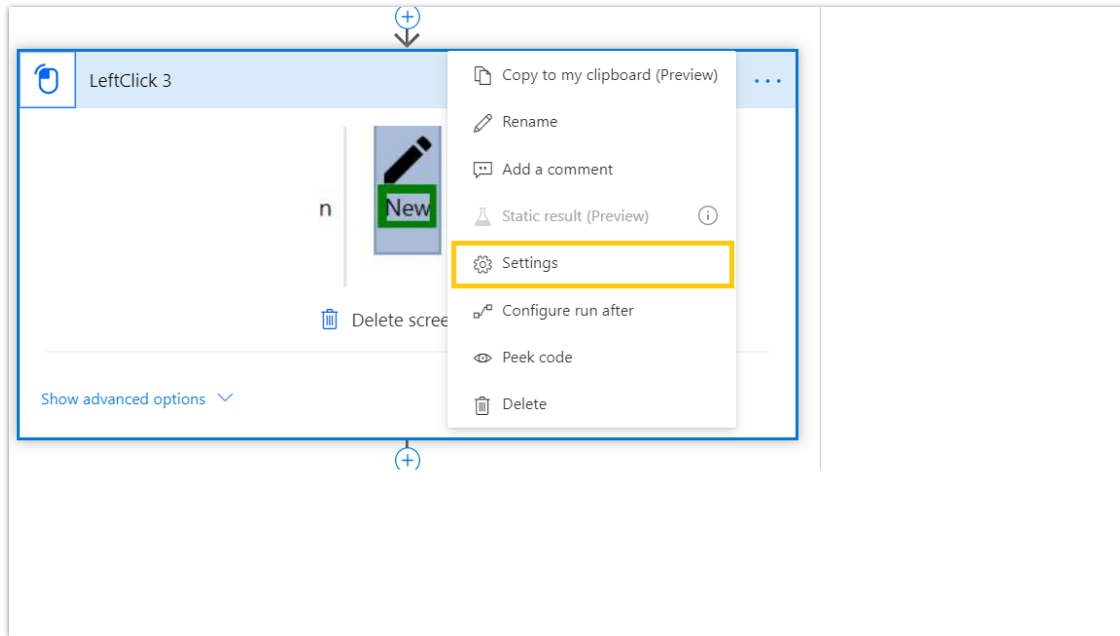 LeftClick 3
Copy to my clipboard (Preview)
Rename
Add a comment
Static result (Preview)
Settings
Configure run after
Peek code
Delete
n
New
Delete scree
Show advanced options